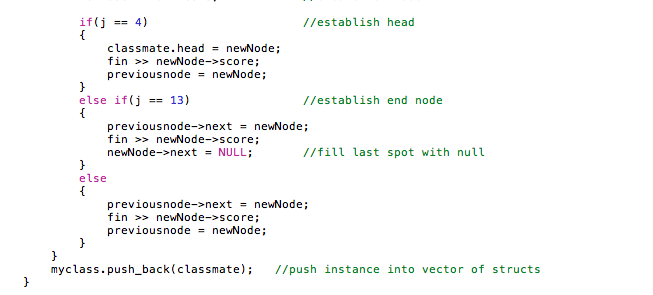 if(j == 4)                       //establish head
{
    classmate.head = newNode;
    fin >> newNode->score;
    previousnode = newNode;
}
else if(j == 13)                 //establish end node
{
    previousnode->next = newNode;
    fin >> newNode->score;
    newNode->next = NULL;        //fill last spot with null
}
else
{
    previousnode->next = newNode;
    fin >> newNode->score;
    previousnode = newNode;
}
}
myclass.push_back(classmate);   //push instance into vector of structs
}